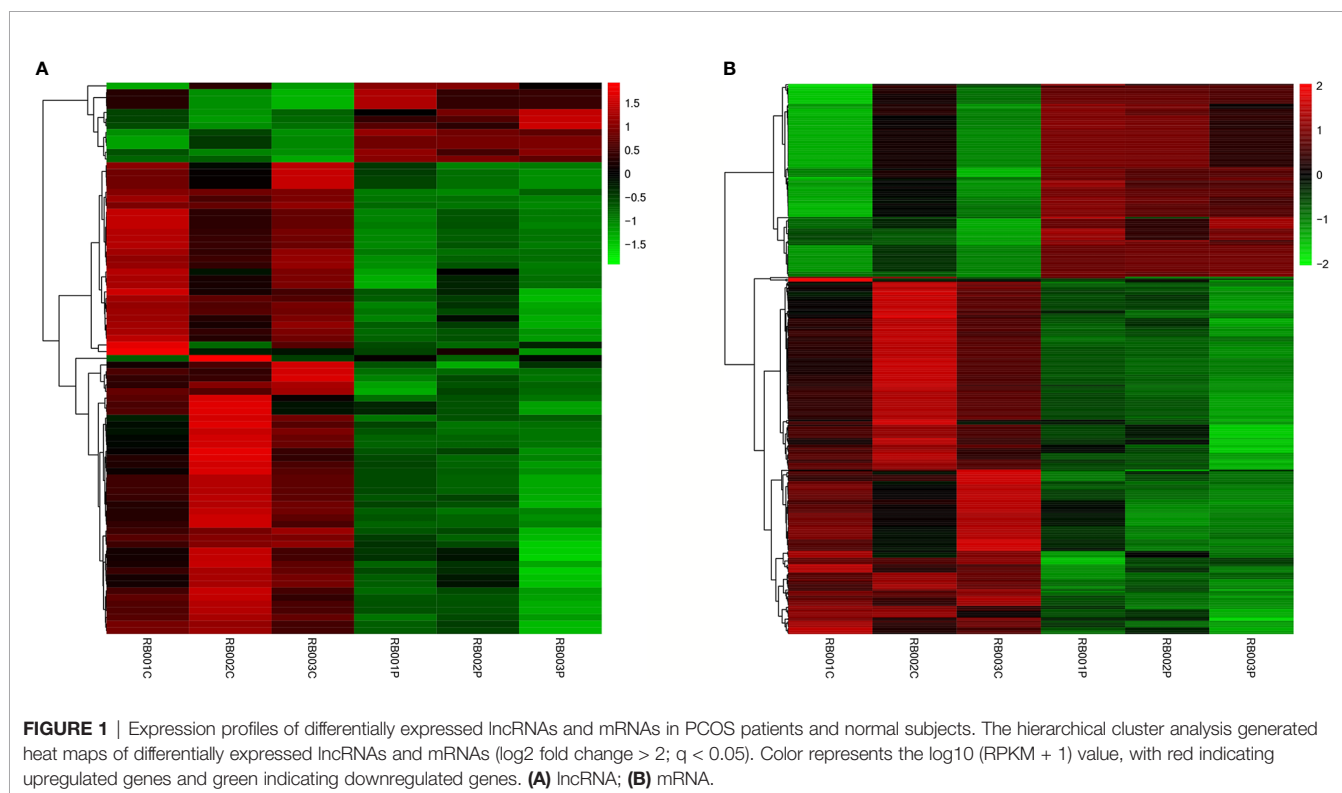 A
1.5
1
0.5
0
−0.5
−1
−1.5
RB001C
RB002C
RB003C
RB001P
RB002P
RB003P
B
2
1
0
−1
−2
RB001C
RB002C
RB003C
RB001P
RB002P
RB003P
FIGURE 1 | Expression profiles of differentially expressed lncRNAs and mRNAs in PCOS patients and normal subjects. The hierarchical cluster analysis generated
heat maps of differentially expressed lncRNAs and mRNAs (log2 fold change > 2; q < 0.05). Color represents the log10 (RPKM + 1) value, with red indicating
upregulated genes and green indicating downregulated genes. (A) lncRNA; (B) mRNA.